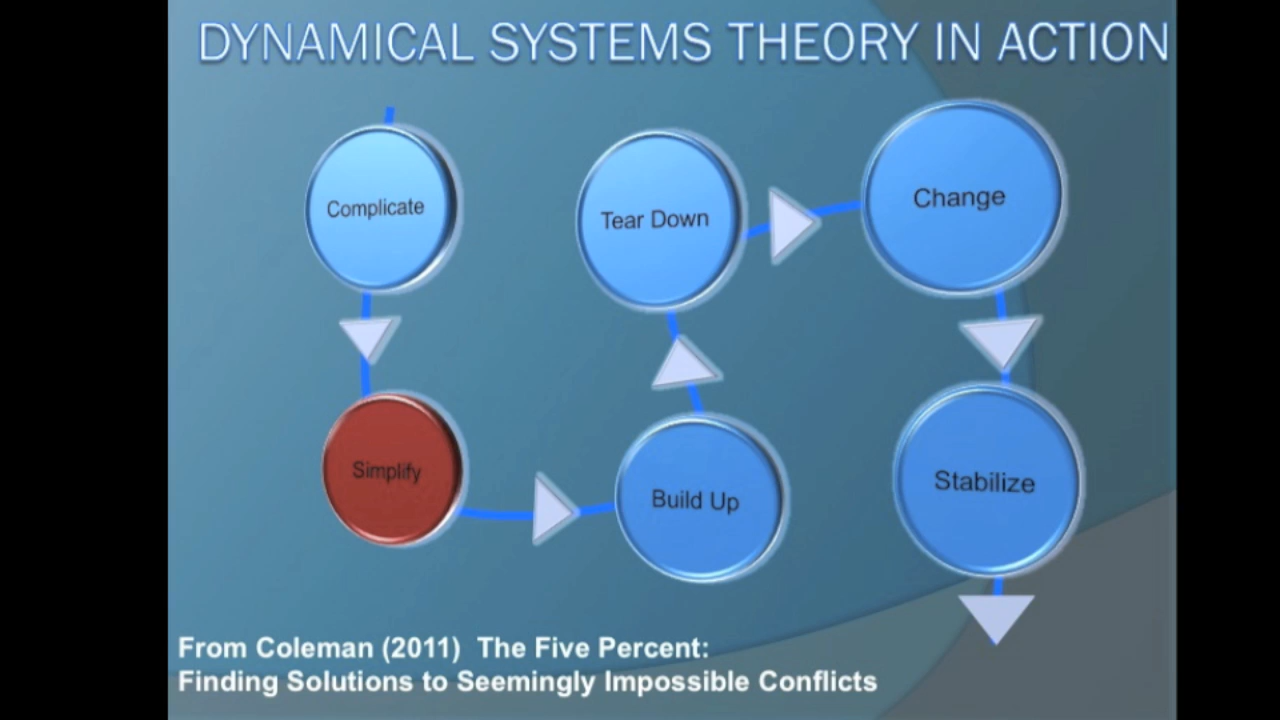 DYNAMICAL SYSTEMS THEORY IN ACTION
Complicate
Simplify
Build Up
Tear Down
Change
Stabilize
From Coleman (2011)  The Five Percent:
Finding Solutions to Seemingly Impossible Conflicts